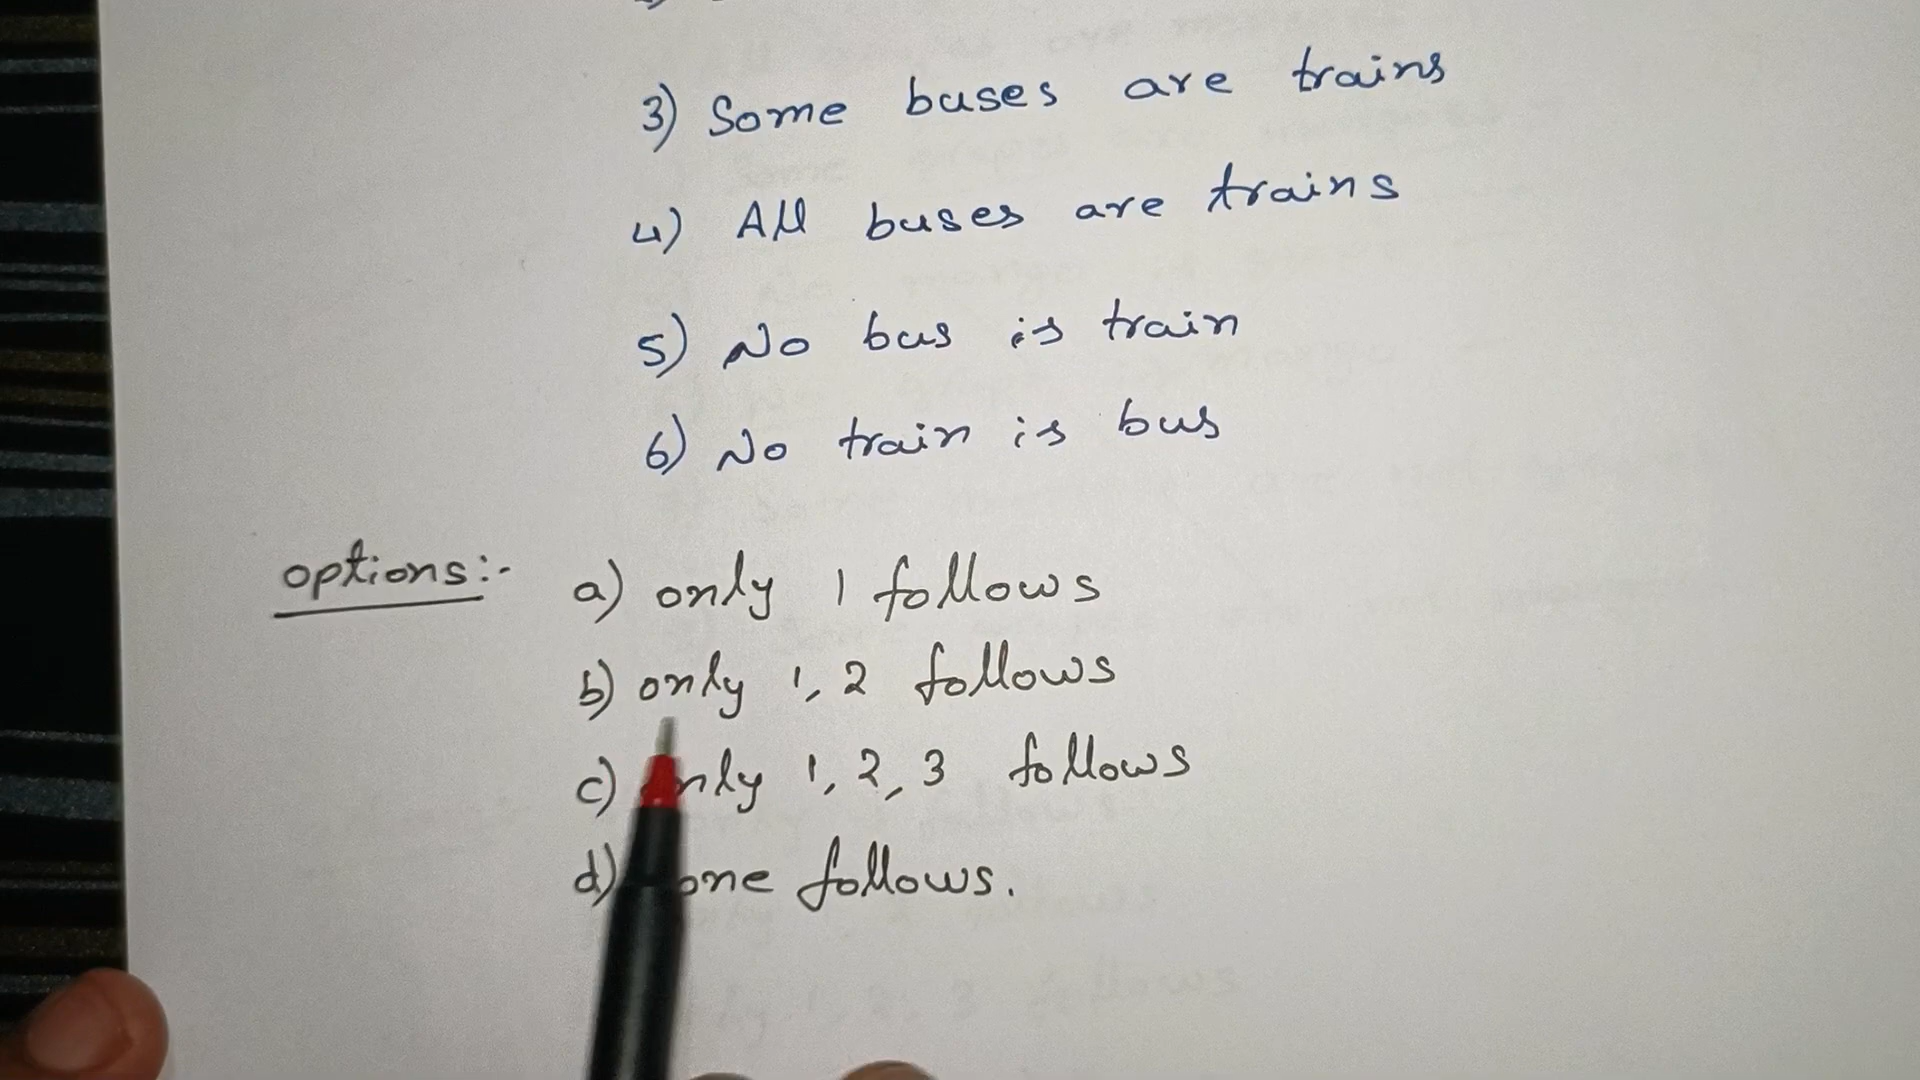 3) Some buses are trains
4) All buses are trains
5) No bus is train
6) No train is bus
options:-
a) only 1 follows
b) only 1, 2 follows
c) only 1, 2, 3 follows
d) follows.